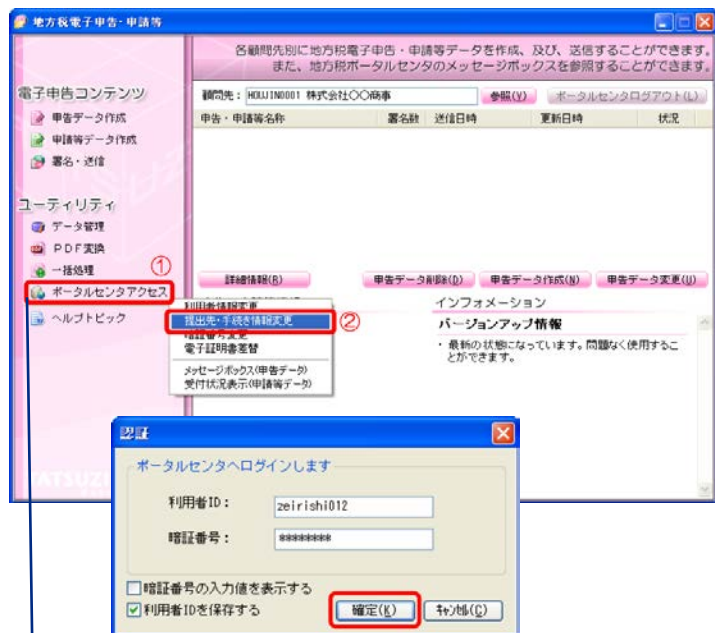 地方税電子申告・申請等
各顧問先別に地方税電子申告・申請等データを作成、及び、送信することができます。
また、地方税ポータルセンタのメッセージボックスを参照することができます。
電子申告コンテンツ
申告データ作成
申請等データ作成
署名・送信
ユーティリティ
データ管理
PDF変換
一括処理
①
ポータルセンタアクセス
ヘルプトピック
顧問先: HOUJIN0001 株式会社〇〇商事
参照(Y)
ポータルセンタログアウト(L)
申告・申請等名称 署名数 送信日時 更新日時 状況
詳細情報(R)
申告データ削除(D)
申告データ作成(N)
申告データ変更(U)
利用者情報変更
提出先・手続き情報変更
②
暗証番号変更
電子証明書差替
メッセージボックス(申告データ)
受付状況表示(申請等データ)
インフォメーション
バージョンアップ情報
・最新の状態になっています。問題なく使用するこ
とができます。
認証
ポータルセンタへログインします
利用者ID: zeirishi012
暗証番号: ********
暗証番号の入力値を表示する
利用者IDを保存する
確定(K)
キャンセル(C)